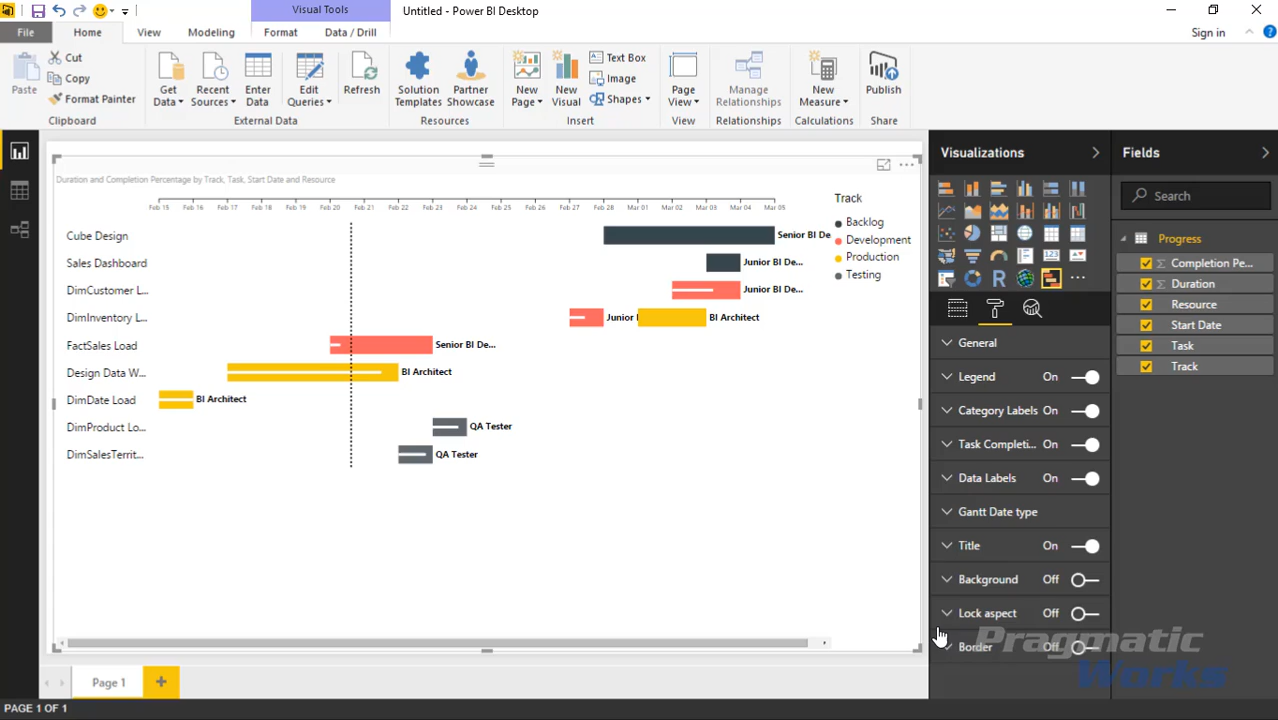 Visual Tools
Untitled - Power BI Desktop
File
Home
View
Modeling
Format
Data / Drill
Sign in
Paste
Cut
Copy
Format Painter
Clipboard
Get Data
Recent Sources
Enter Data
Edit Queries
Refresh
External Data
Solution Templates
Partner Showcase
Resources
New Page
New Visual
Text Box
Image
Shapes
Insert
Page View
View
Manage Relationships
Relationships
New Measure
Calculations
Publish
Share
Duration and Completion Percentage by Track, Task, Start Date and Resource
Feb 15 Feb 16 Feb 17 Feb 18 Feb 19 Feb 20 Feb 21 Feb 22 Feb 23 Feb 24 Feb 25 Feb 26 Feb 27 Feb 28 Mar 01 Mar 02 Mar 03 Mar 04 Mar 05
Track
Backlog
Development
Production
Testing
Cube Design
Senior BI De
Sales Dashboard
Junior BI De...
DimCustomer L...
Junior BI De...
DimInventory L...
Junior
BI Architect
FactSales Load
Senior BI De...
Design Data W...
BI Architect
DimDate Load
BI Architect
DimProduct Lo...
QA Tester
DimSalesTerrit...
QA Tester
Visualizations
R
General
Legend On
Category Labels On
Task Completi... On
Data Labels On
Gantt Date type
Title On
Background Off
Lock aspect Off
Border Off
Fields
Search
Progress
Completion Pe...
Duration
Resource
Start Date
Task
Track
Pragmatic
Works
Page 1
PAGE 1 OF 1